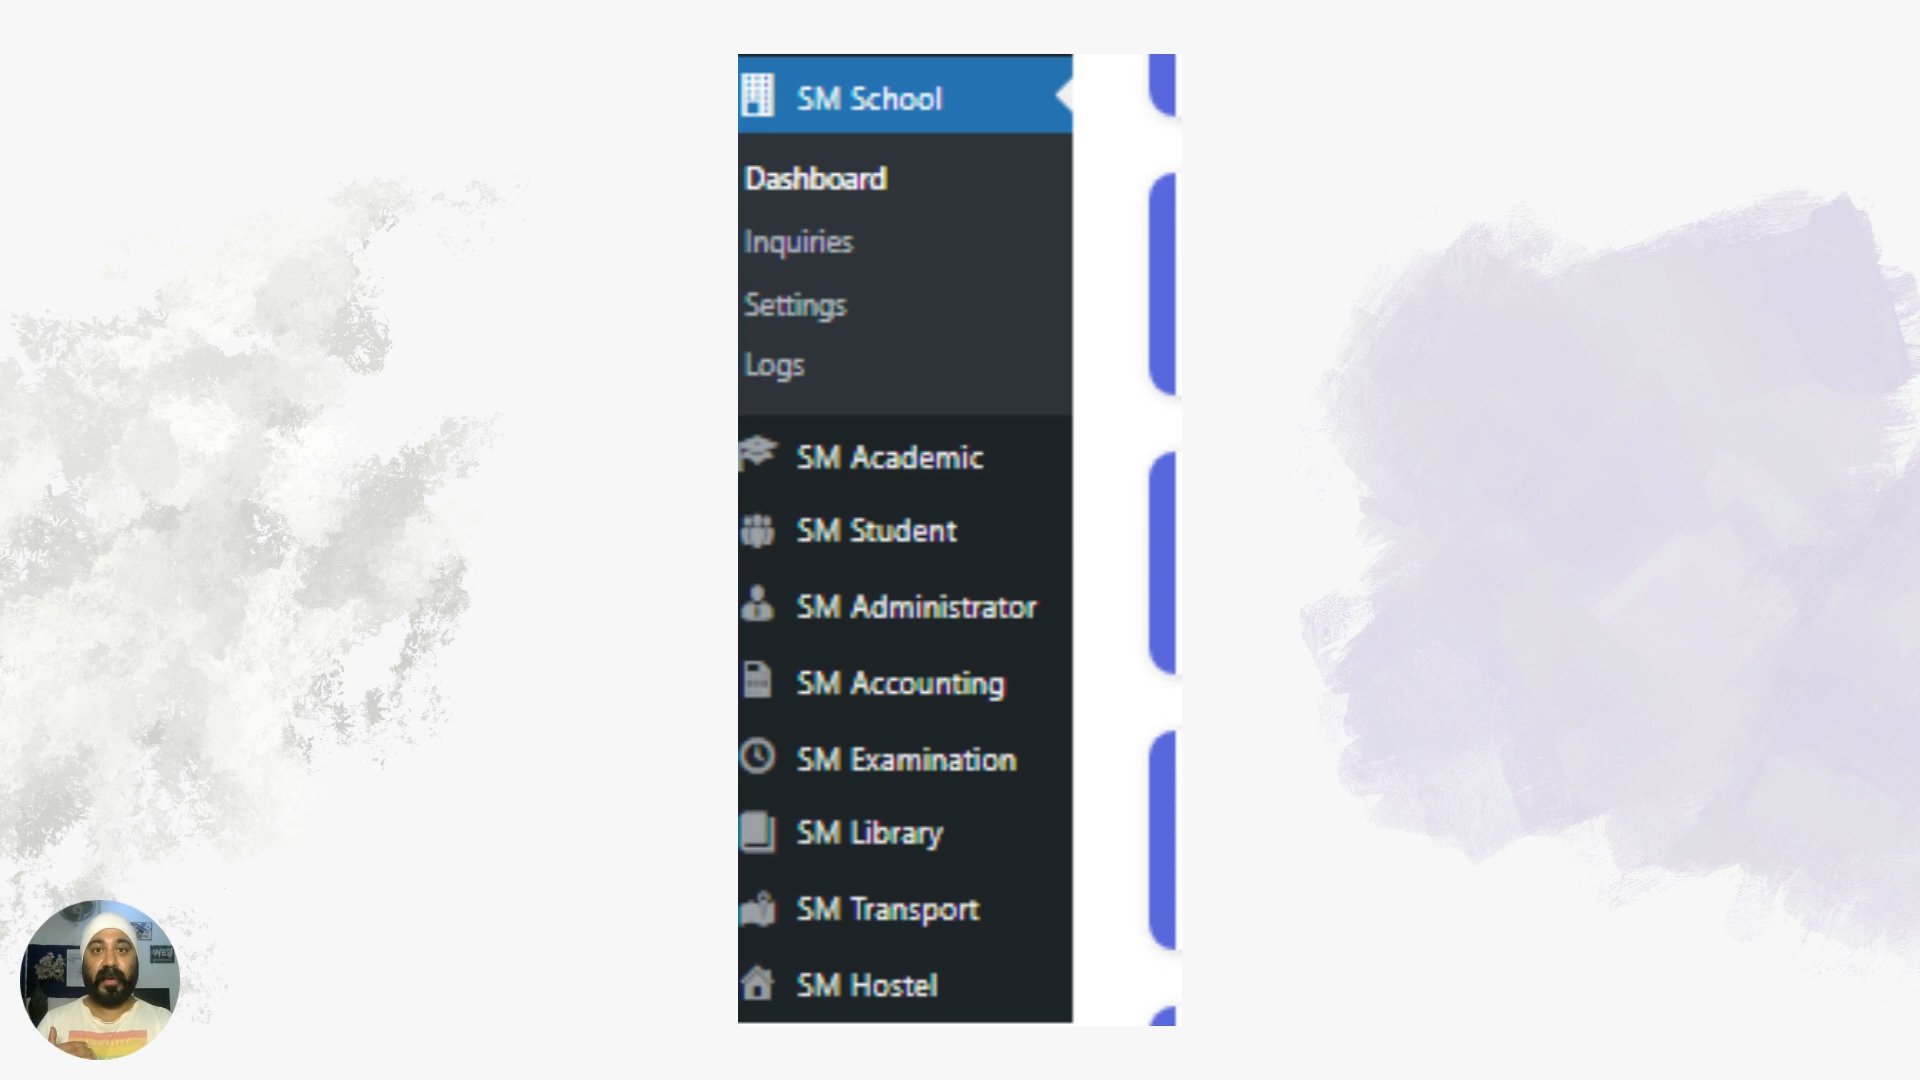 SM School
Dashboard
Inquiries
Settings
Logs
SM Academic
SM Student
SM Administrator
SM Accounting
SM Examination
SM Library
SM Transport
SM Hostel